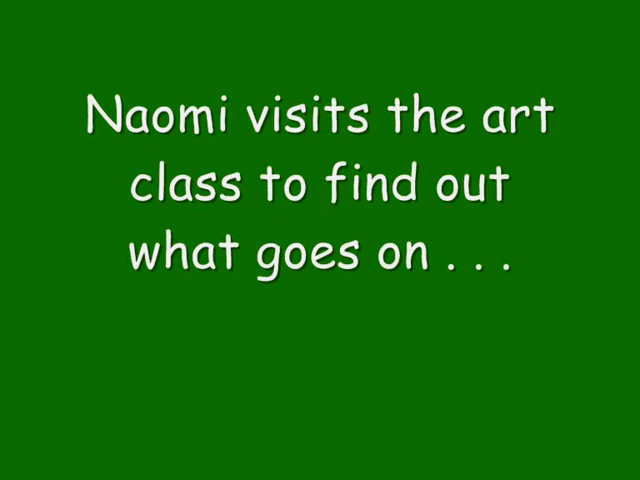 Naomi visits the art
class to find out
what goes on . . .